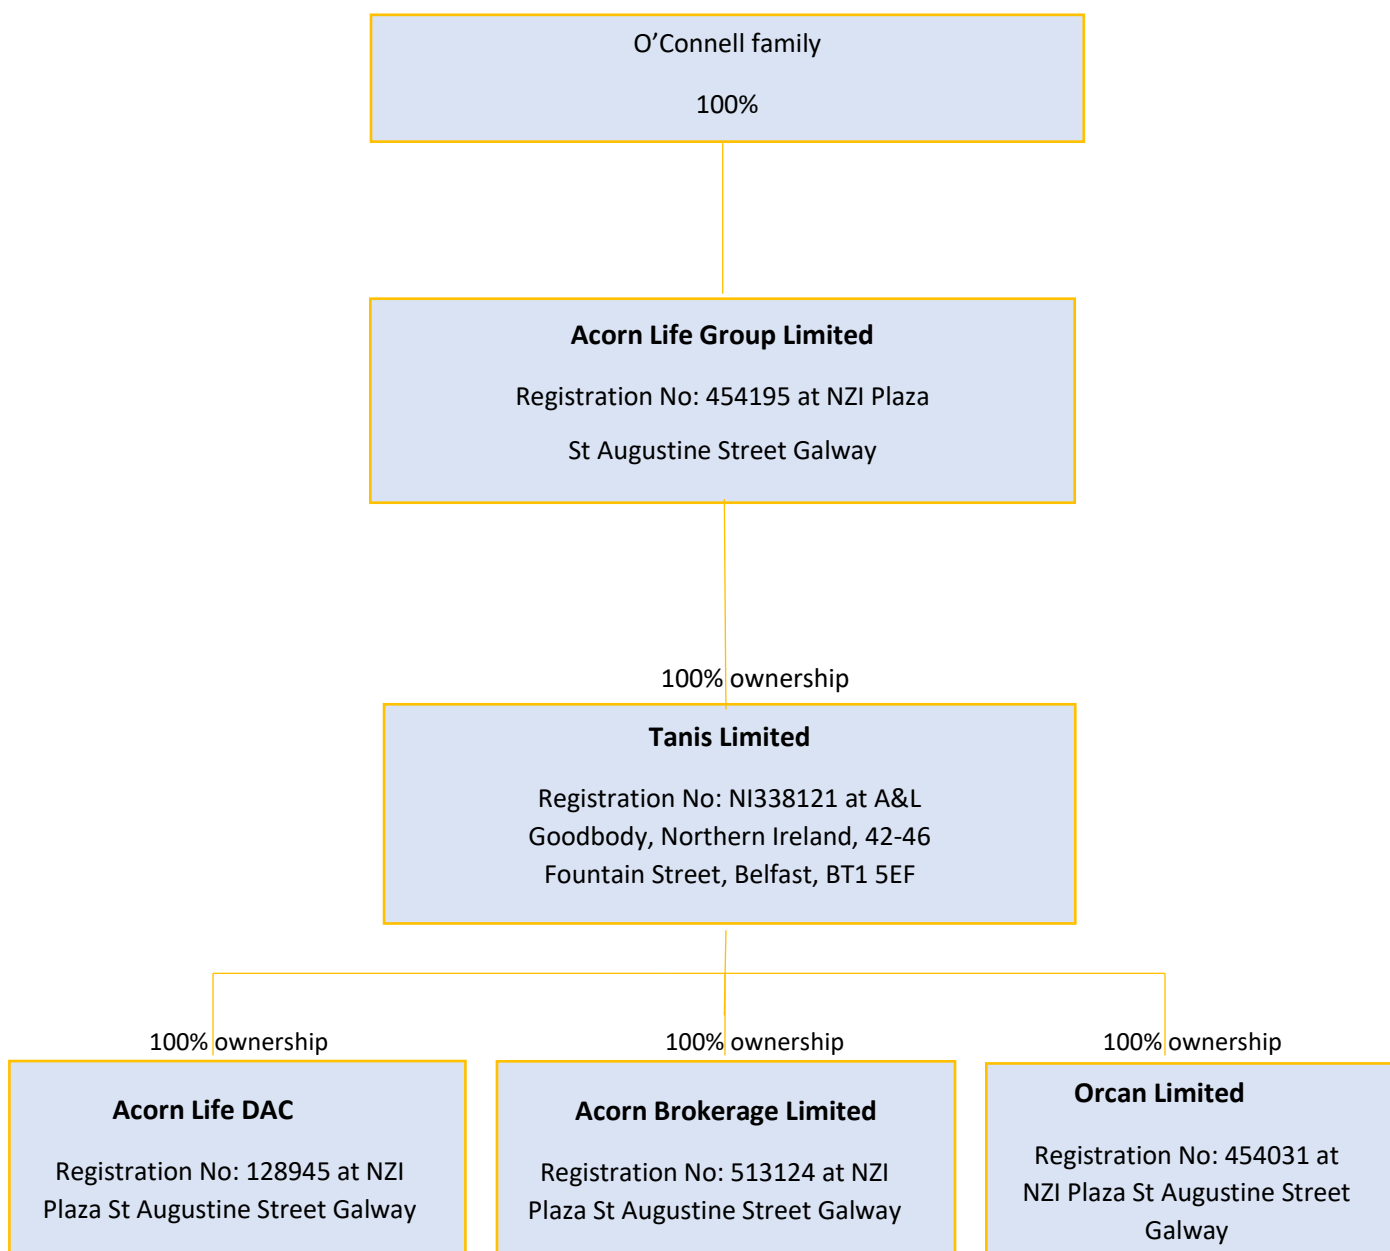 O’Connell family
100%
Acorn Life Group Limited
Registration No: 454195 at NZI Plaza
St Augustine Street Galway
100% ownership
Tanis Limited
Registration No: NI338121 at A&L
Goodbody, Northern Ireland, 42-46
Fountain Street, Belfast, BT1 5EF
100% ownership
Acorn Life DAC
Registration No: 128945 at NZI
Plaza St Augustine Street Galway
100% ownership
Acorn Brokerage Limited
Registration No: 513124 at NZI
Plaza St Augustine Street Galway
100% ownership
Orcan Limited
Registration No: 454031 at
NZI Plaza St Augustine Street
Galway